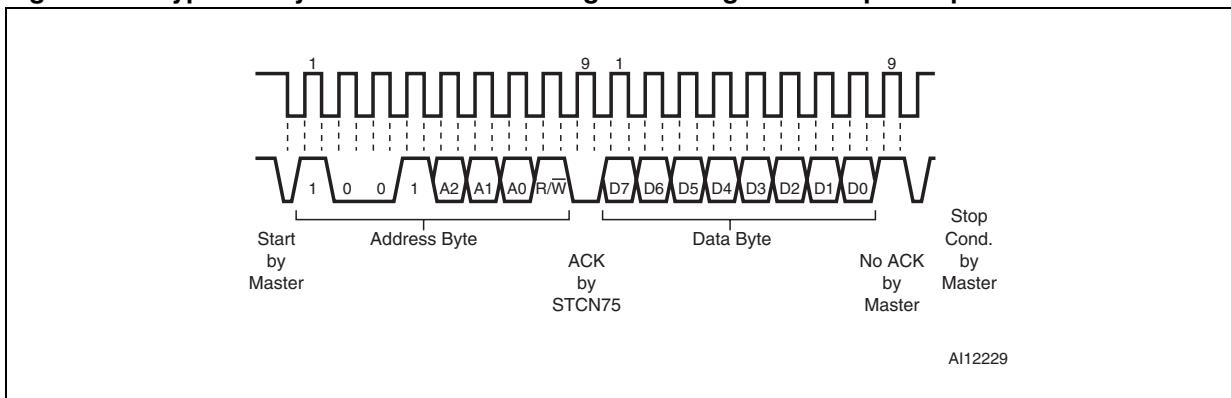 1 9 1 9
1 0 0 1 A2 A1 A0 R/W̅ D7 D6 D5 D4 D3 D2 D1 D0
Start
by
Master
Address Byte
ACK
by
STCN75
Data Byte
No ACK
by
Master
Stop
Cond.
by
Master
AI12229